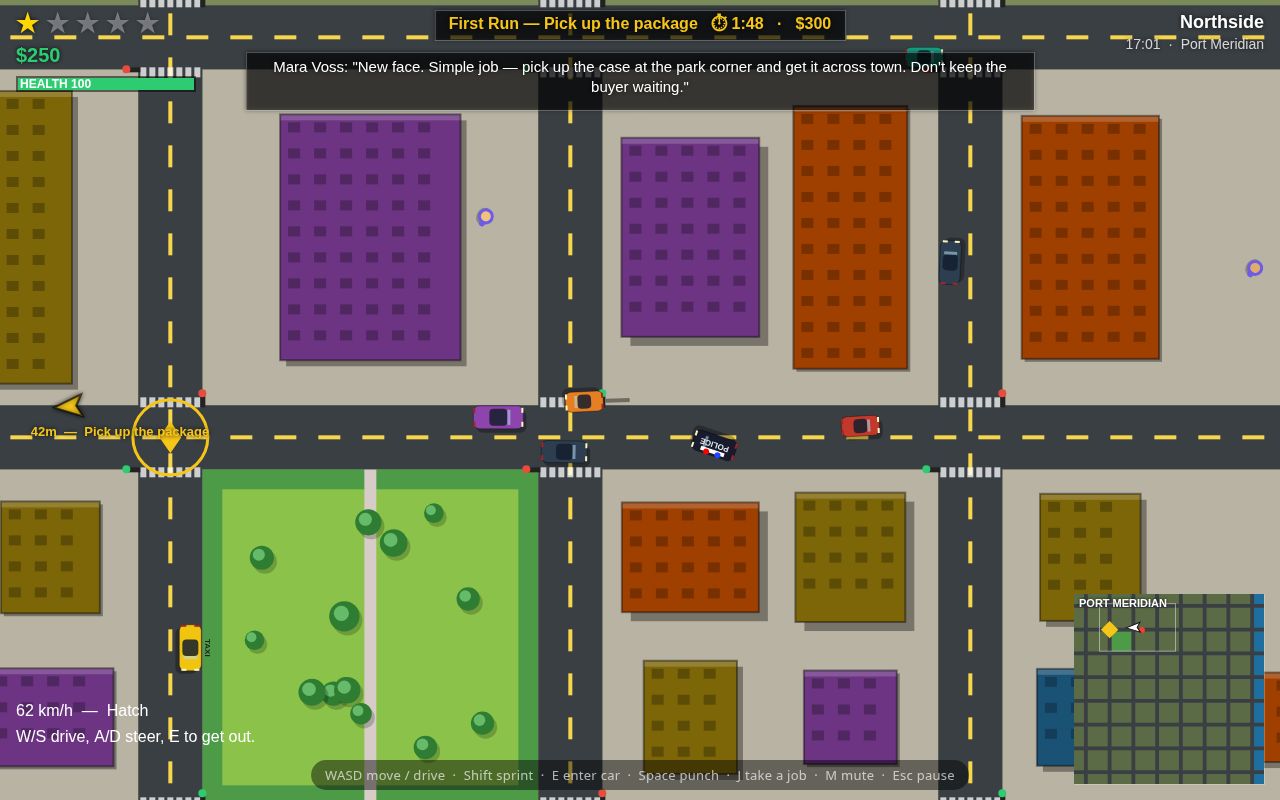 First Run — Pick up the package ⏱ 1:48 · $300
Northside
$250
17:01 · Port Meridian
Mara Voss: "New face. Simple job — pick up the case at the park corner and get it across town. Don't keep the
buyer waiting."
HEALTH 100
42m — Pick up the package
POLICE
PORT MERIDIAN
TAXI
62 km/h — Hatch
W/S drive, A/D steer, E to get out.
WASD move / drive · Shift sprint · E enter car · Space punch · J take a job · M mute · Esc pause